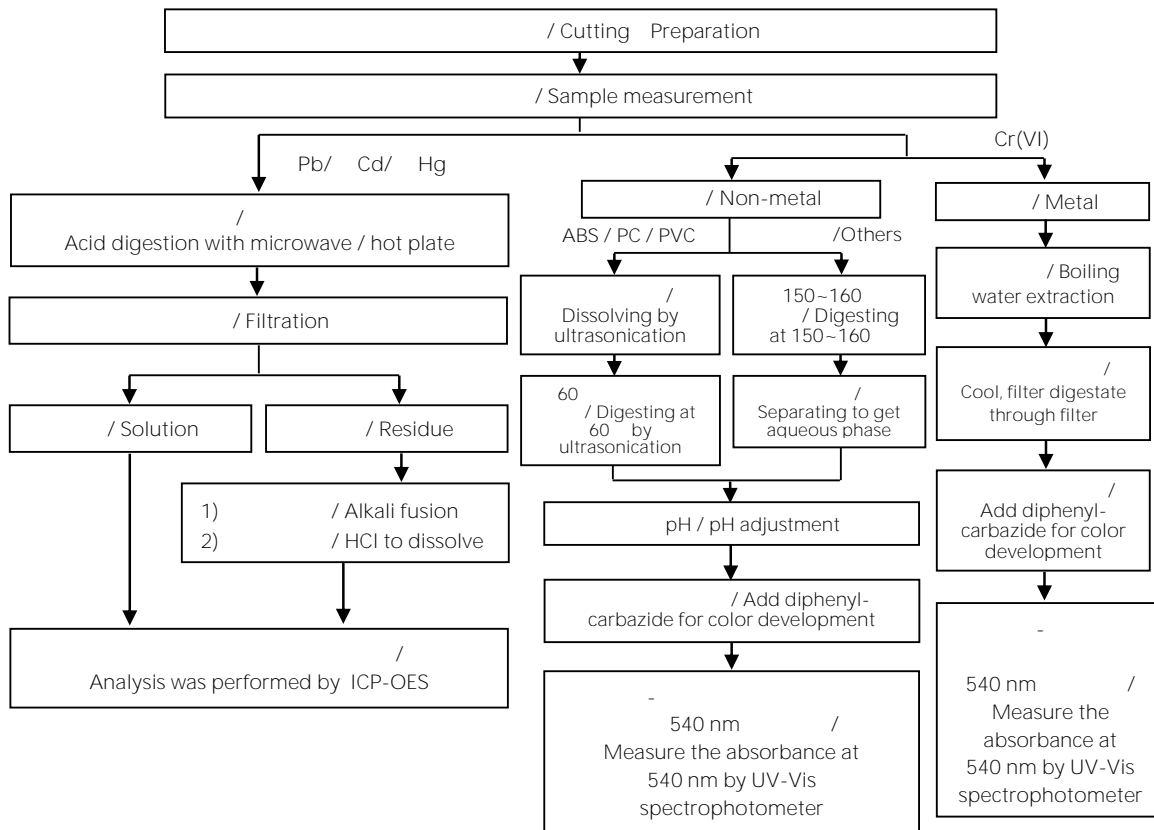 / Cutting Preparation
/ Sample measurement
Pb/ Cd/ Hg
Cr(VI)
/
Acid digestion with microwave / hot plate
/ Filtration
/ Solution
/ Residue
1) / Alkali fusion
2) / HCl to dissolve
/
Analysis was performed by ICP-OES
/ Non-metal
ABS / PC / PVC
/Others
/
Dissolving by
ultrasonication
60
/ Digesting at
60 by
ultrasonication
150~160
/ Digesting
at 150~160
/
Separating to get
aqueous phase
pH / pH adjustment
/ Add diphenyl-
carbazide for color development
-
540 nm /
Measure the absorbance at
540 nm by UV-Vis
spectrophotometer
/ Metal
/ Boiling
water extraction
/
Cool, filter digestate
through filter
/
Add diphenyl-
carbazide for color
development
-
540 nm /
Measure the
absorbance at
540 nm by UV-Vis
spectrophotometer